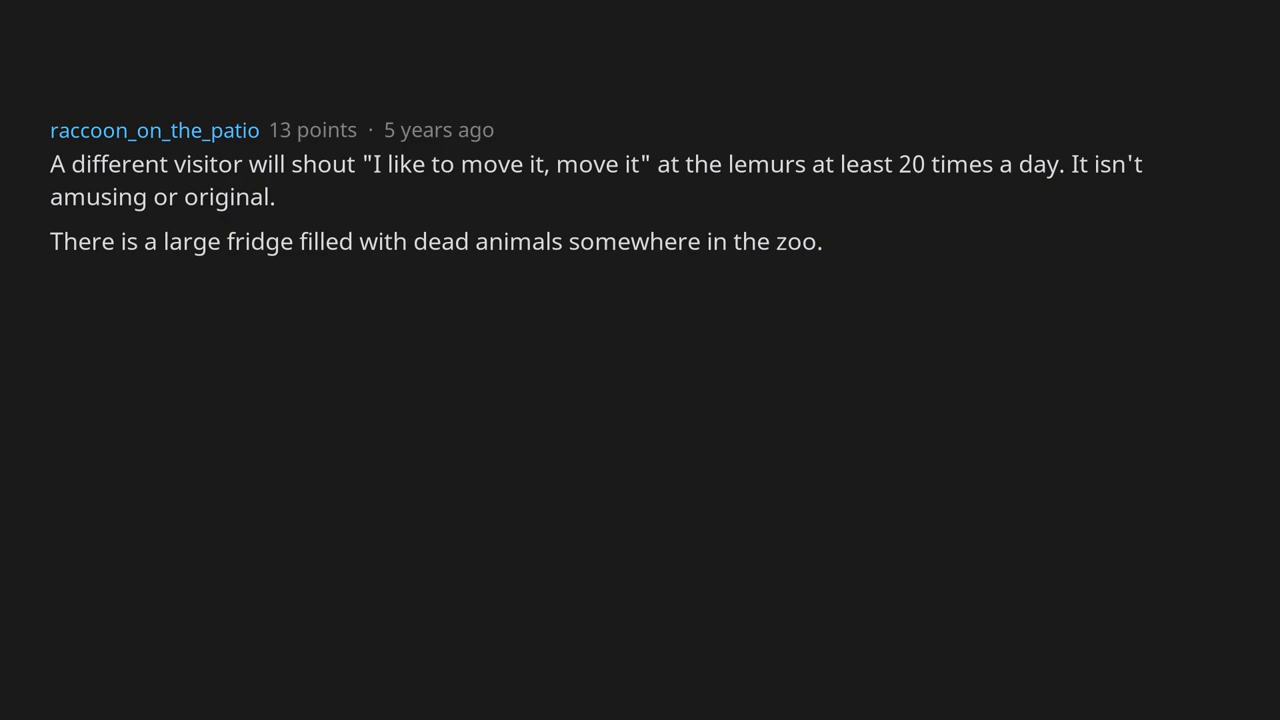 raccoon_on_the_patio 13 points · 5 years ago
A different visitor will shout "I like to move it, move it" at the lemurs at least 20 times a day. It isn't
amusing or original.
There is a large fridge filled with dead animals somewhere in the zoo.